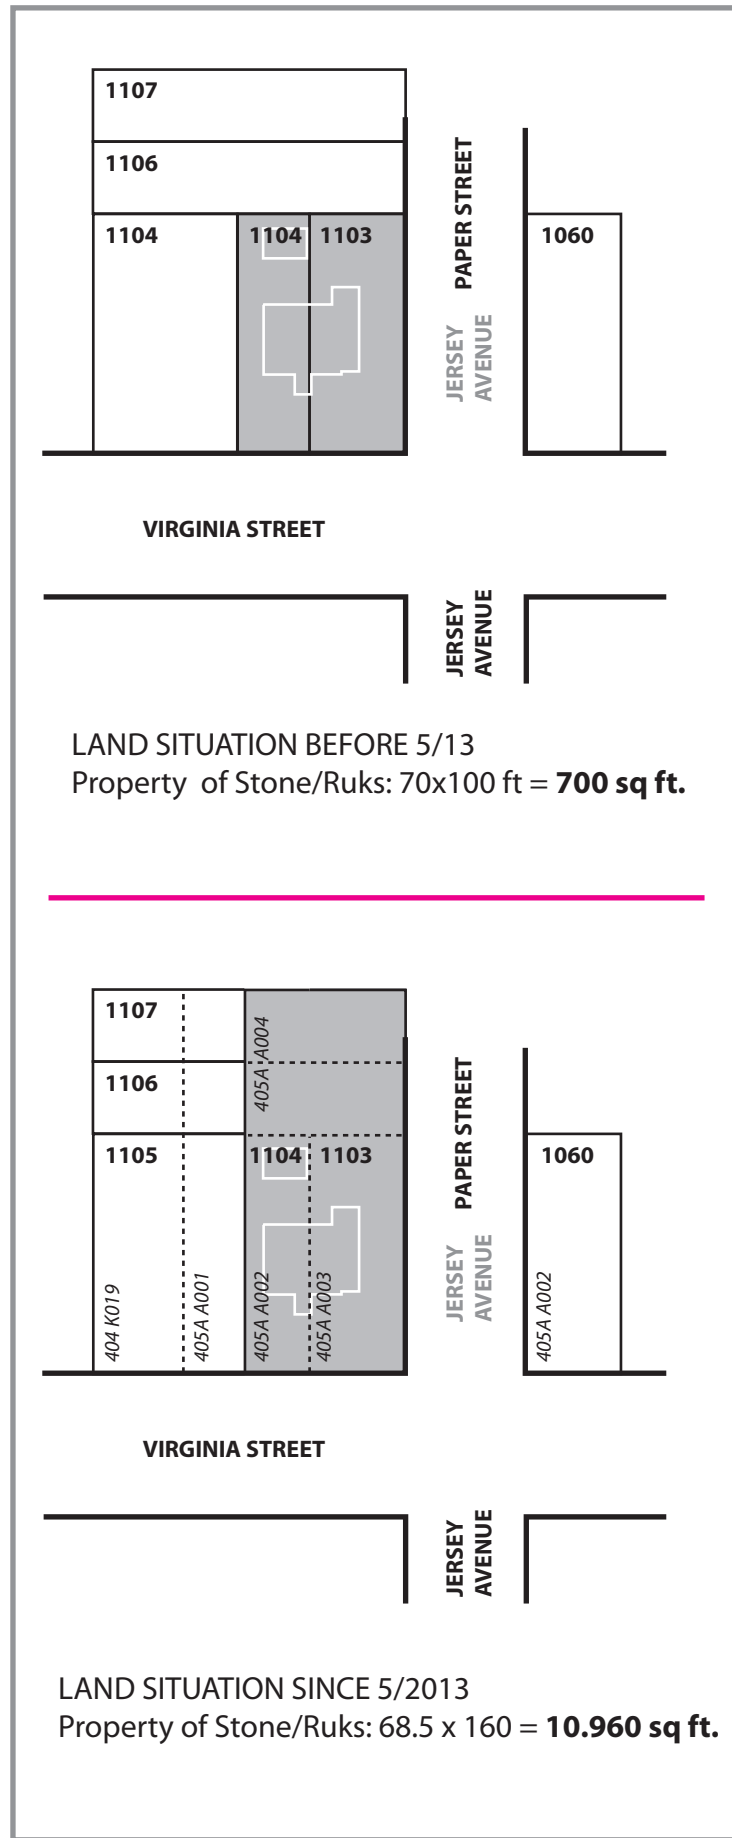 1107
1106
1104
1104
1103
1060
PAPER STREET
JERSEY
AVENUE
VIRGINIA STREET
JERSEY
AVENUE
LAND SITUATION BEFORE 5/13
Property of Stone/Ruks: 70x100 ft = 700 sq ft.
1107
405A A004
1106
1105
1104
1103
1060
PAPER STREET
JERSEY
AVENUE
404 K019
405A A001
405A A002
405A A003
405A A002
VIRGINIA STREET
JERSEY
AVENUE
LAND SITUATION SINCE 5/2013
Property of Stone/Ruks: 68.5 x 160 = 10.960 sq ft.